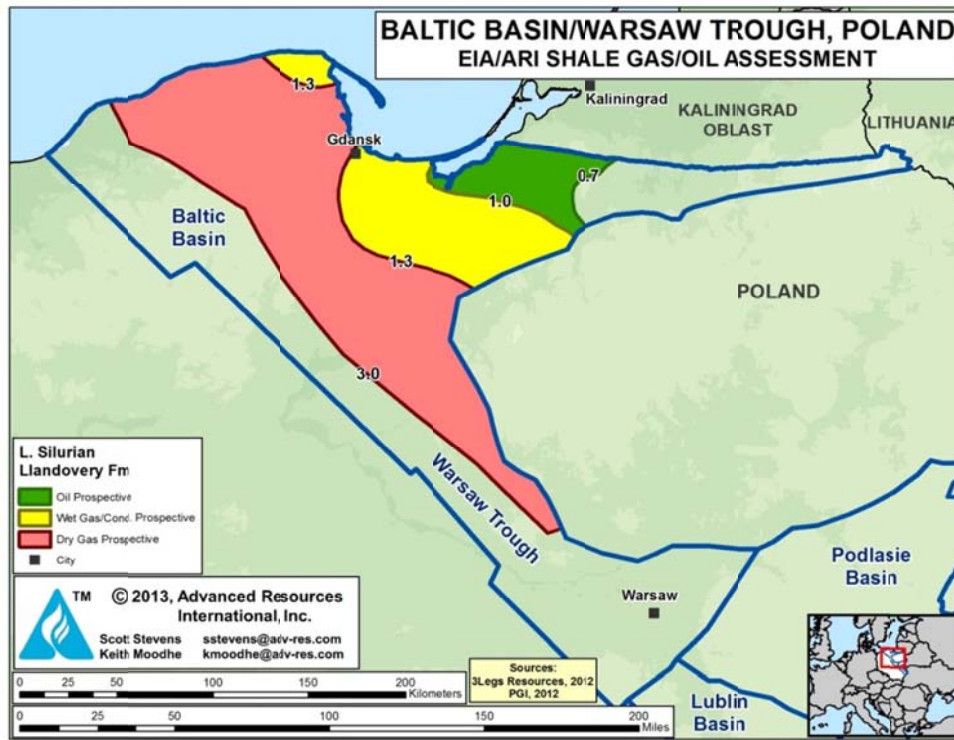 BALTIC BASIN/WARSAW TROUGH, POLAND
EIA/ARI SHALE GAS/OIL ASSESSMENT
1.3
Kaliningrad
KALININGRAD
OBLAST
LITHUANIA
Gdansk
0.7
1.0
Baltic
Basin
1.3
POLAND
3.0
L. Silurian
Llandovery Fm
Oil Prospective
Wet Gas/Cond. Prospective
Dry Gas Prospective
City
Warsaw Trough
Podlasie
Basin
Warsaw
TM
© 2013, Advanced Resources
International, Inc.
Scott Stevens sstevens@adv-res.com
Keith Moodhe kmoodhe@adv-res.com
Sources:
3Legs Resources, 2012
PGI, 2012
Lublin
Basin
0 25 50 100 150 200
Kilometers
0 25 50 100 150 200
Miles